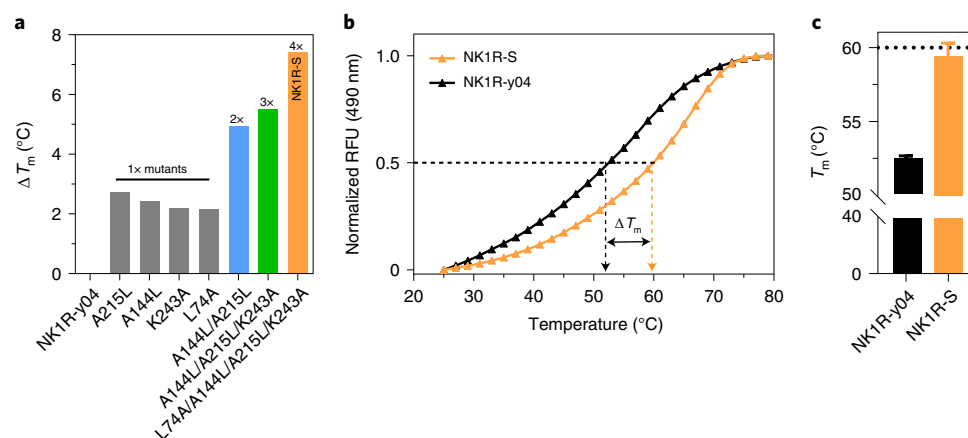 a
8
6
4
2
0
Δ Tm (°C)
1× mutants
2×
3×
4×
NK1R-S
NK1R-y04
A215L
A144L
K243A
L74A
A144L/A215L
A144L/A215L/K243A
L74A/A144L/A215L/K243A
b
NK1R-S
NK1R-y04
1.0
0.5
0
Normalized RFU (490 nm)
Δ Tm
20 30 40 50 60 70 80
Temperature (°C)
c
60
55
50
40
0
Tm (°C)
NK1R-y04
NK1R-S